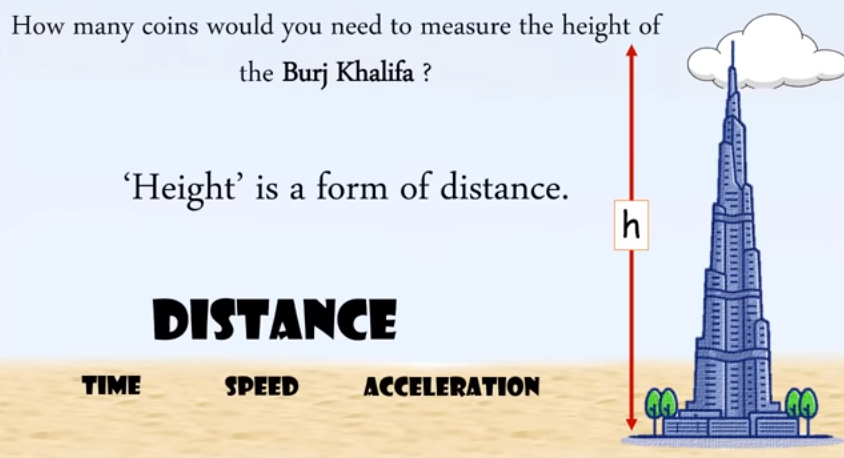 How many coins would you need to measure the height of
the Burj Khalifa ?
‘Height’ is a form of distance.
h
DISTANCE
TIME SPEED ACCELERATION